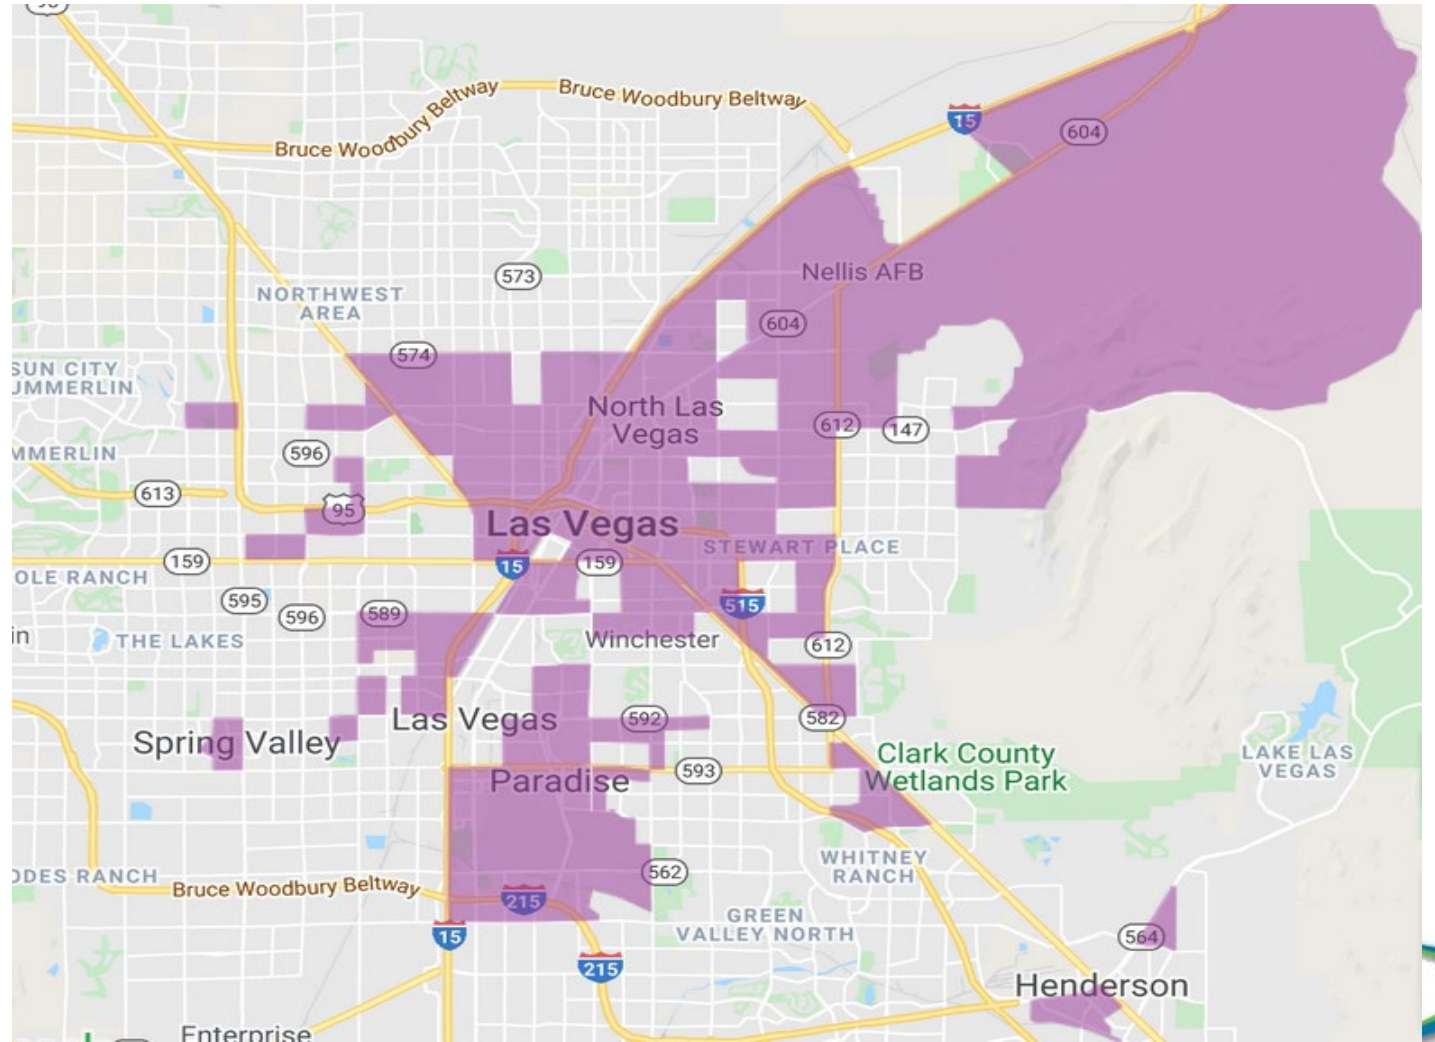 Bruce Woodbury Beltway
Bruce Woodbury Beltway
15
604
573
Nellis AFB
NORTHWEST
AREA
604
574
SUN CITY
UMMERLIN
North Las
Vegas
612
147
596
MMERLIN
613
95
Las Vegas
STEWART PLACE
159
15
159
OLE RANCH
595
596
589
515
in
THE LAKES
Winchester
612
Las Vegas
592
582
Spring Valley
Clark County
Wetlands Park
LAKE LAS
VEGAS
593
Paradise
WHITNEY
RANCH
562
ODES RANCH
Bruce Woodbury Beltway
215
GREEN
VALLEY NORTH
15
564
215
Henderson
Enterprise